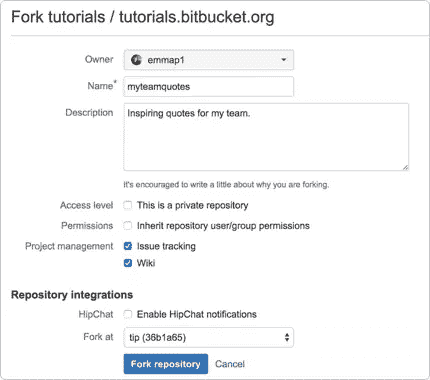 Fork tutorials / tutorials.bitbucket.org
Owner emmap1
Name* myteamquotes
Description Inspiring quotes for my team.
It's encouraged to write a little about why you are forking.
Access level This is a private repository
Permissions Inherit repository user/group permissions
Project management Issue tracking
Wiki
Repository integrations
HipChat Enable HipChat notifications
Fork at tip (36b1a65)
Fork repository Cancel